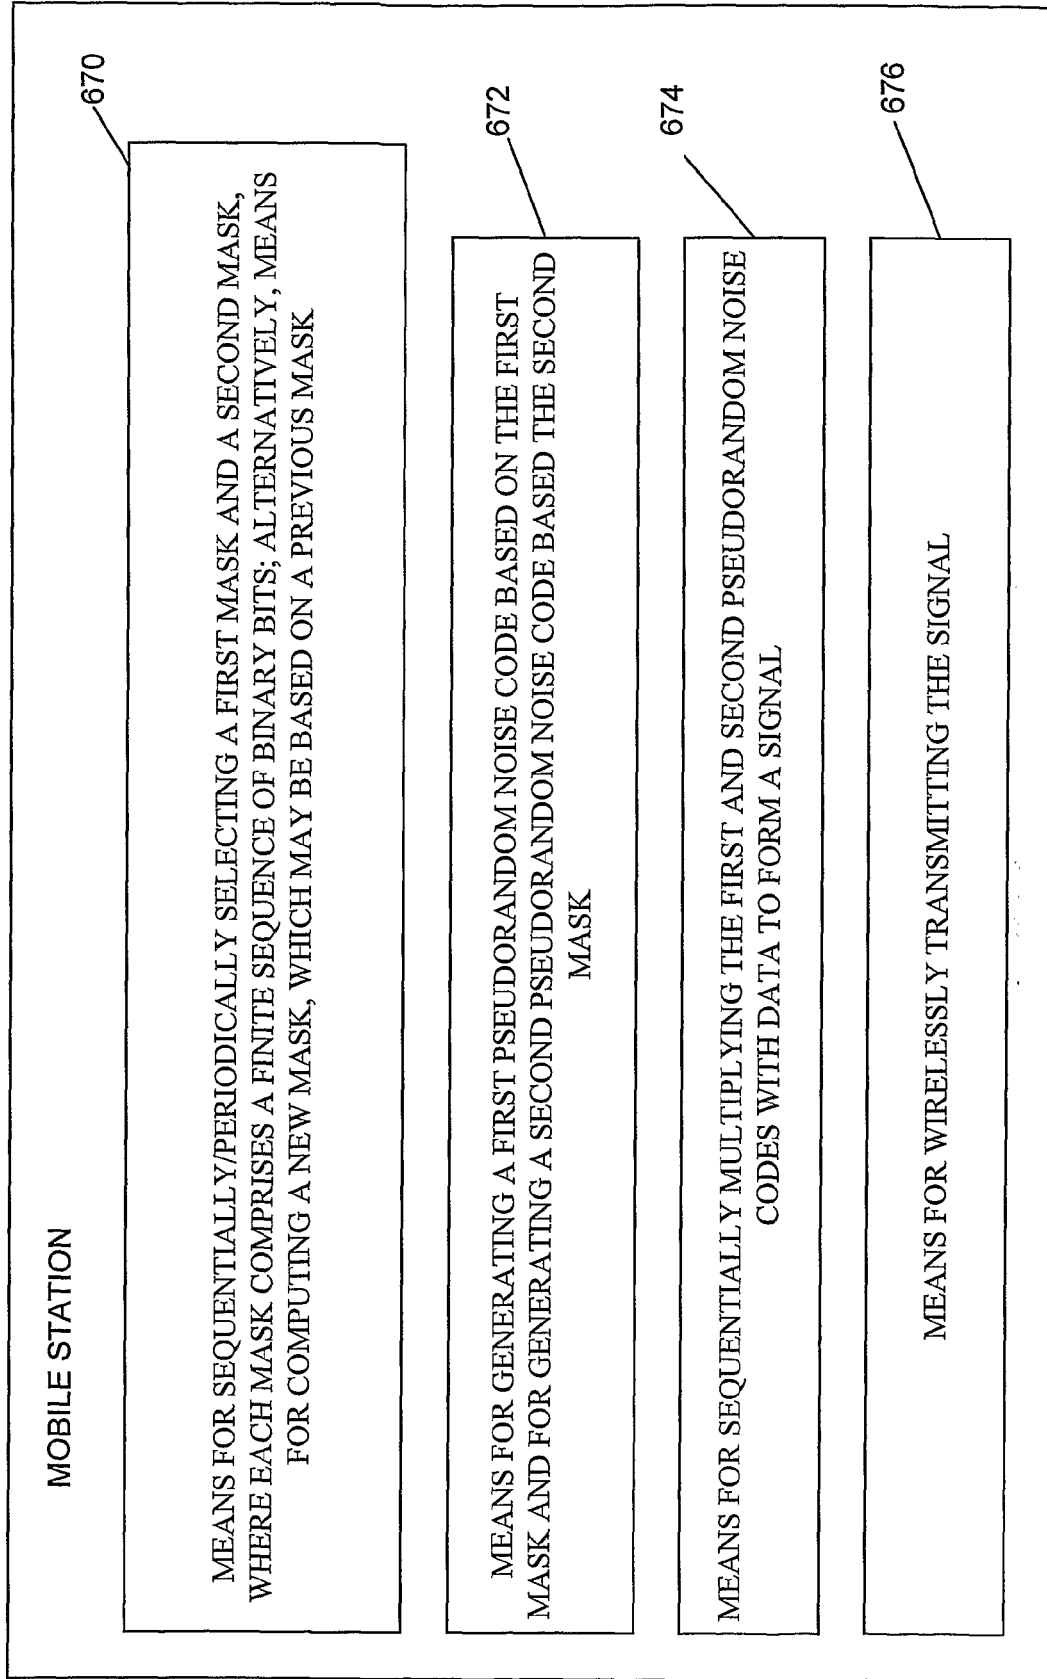 MOBILE STATION
670
MEANS FOR SEQUENTIALLY/PERIODICALLY SELECTING A FIRST MASK AND A SECOND MASK,
WHERE EACH MASK COMPRISES A FINITE SEQUENCE OF BINARY BITS; ALTERNATIVELY, MEANS
FOR COMPUTING A NEW MASK, WHICH MAY BE BASED ON A PREVIOUS MASK
672
MEANS FOR GENERATING A FIRST PSEUDORANDOM NOISE CODE BASED ON THE FIRST
MASK AND FOR GENERATING A SECOND PSEUDORANDOM NOISE CODE BASED THE SECOND
MASK
674
MEANS FOR SEQUENTIALLY MULTIPLYING THE FIRST AND SECOND PSEUDORANDOM NOISE
CODES WITH DATA TO FORM A SIGNAL
676
MEANS FOR WIRELESSLY TRANSMITTING THE SIGNAL